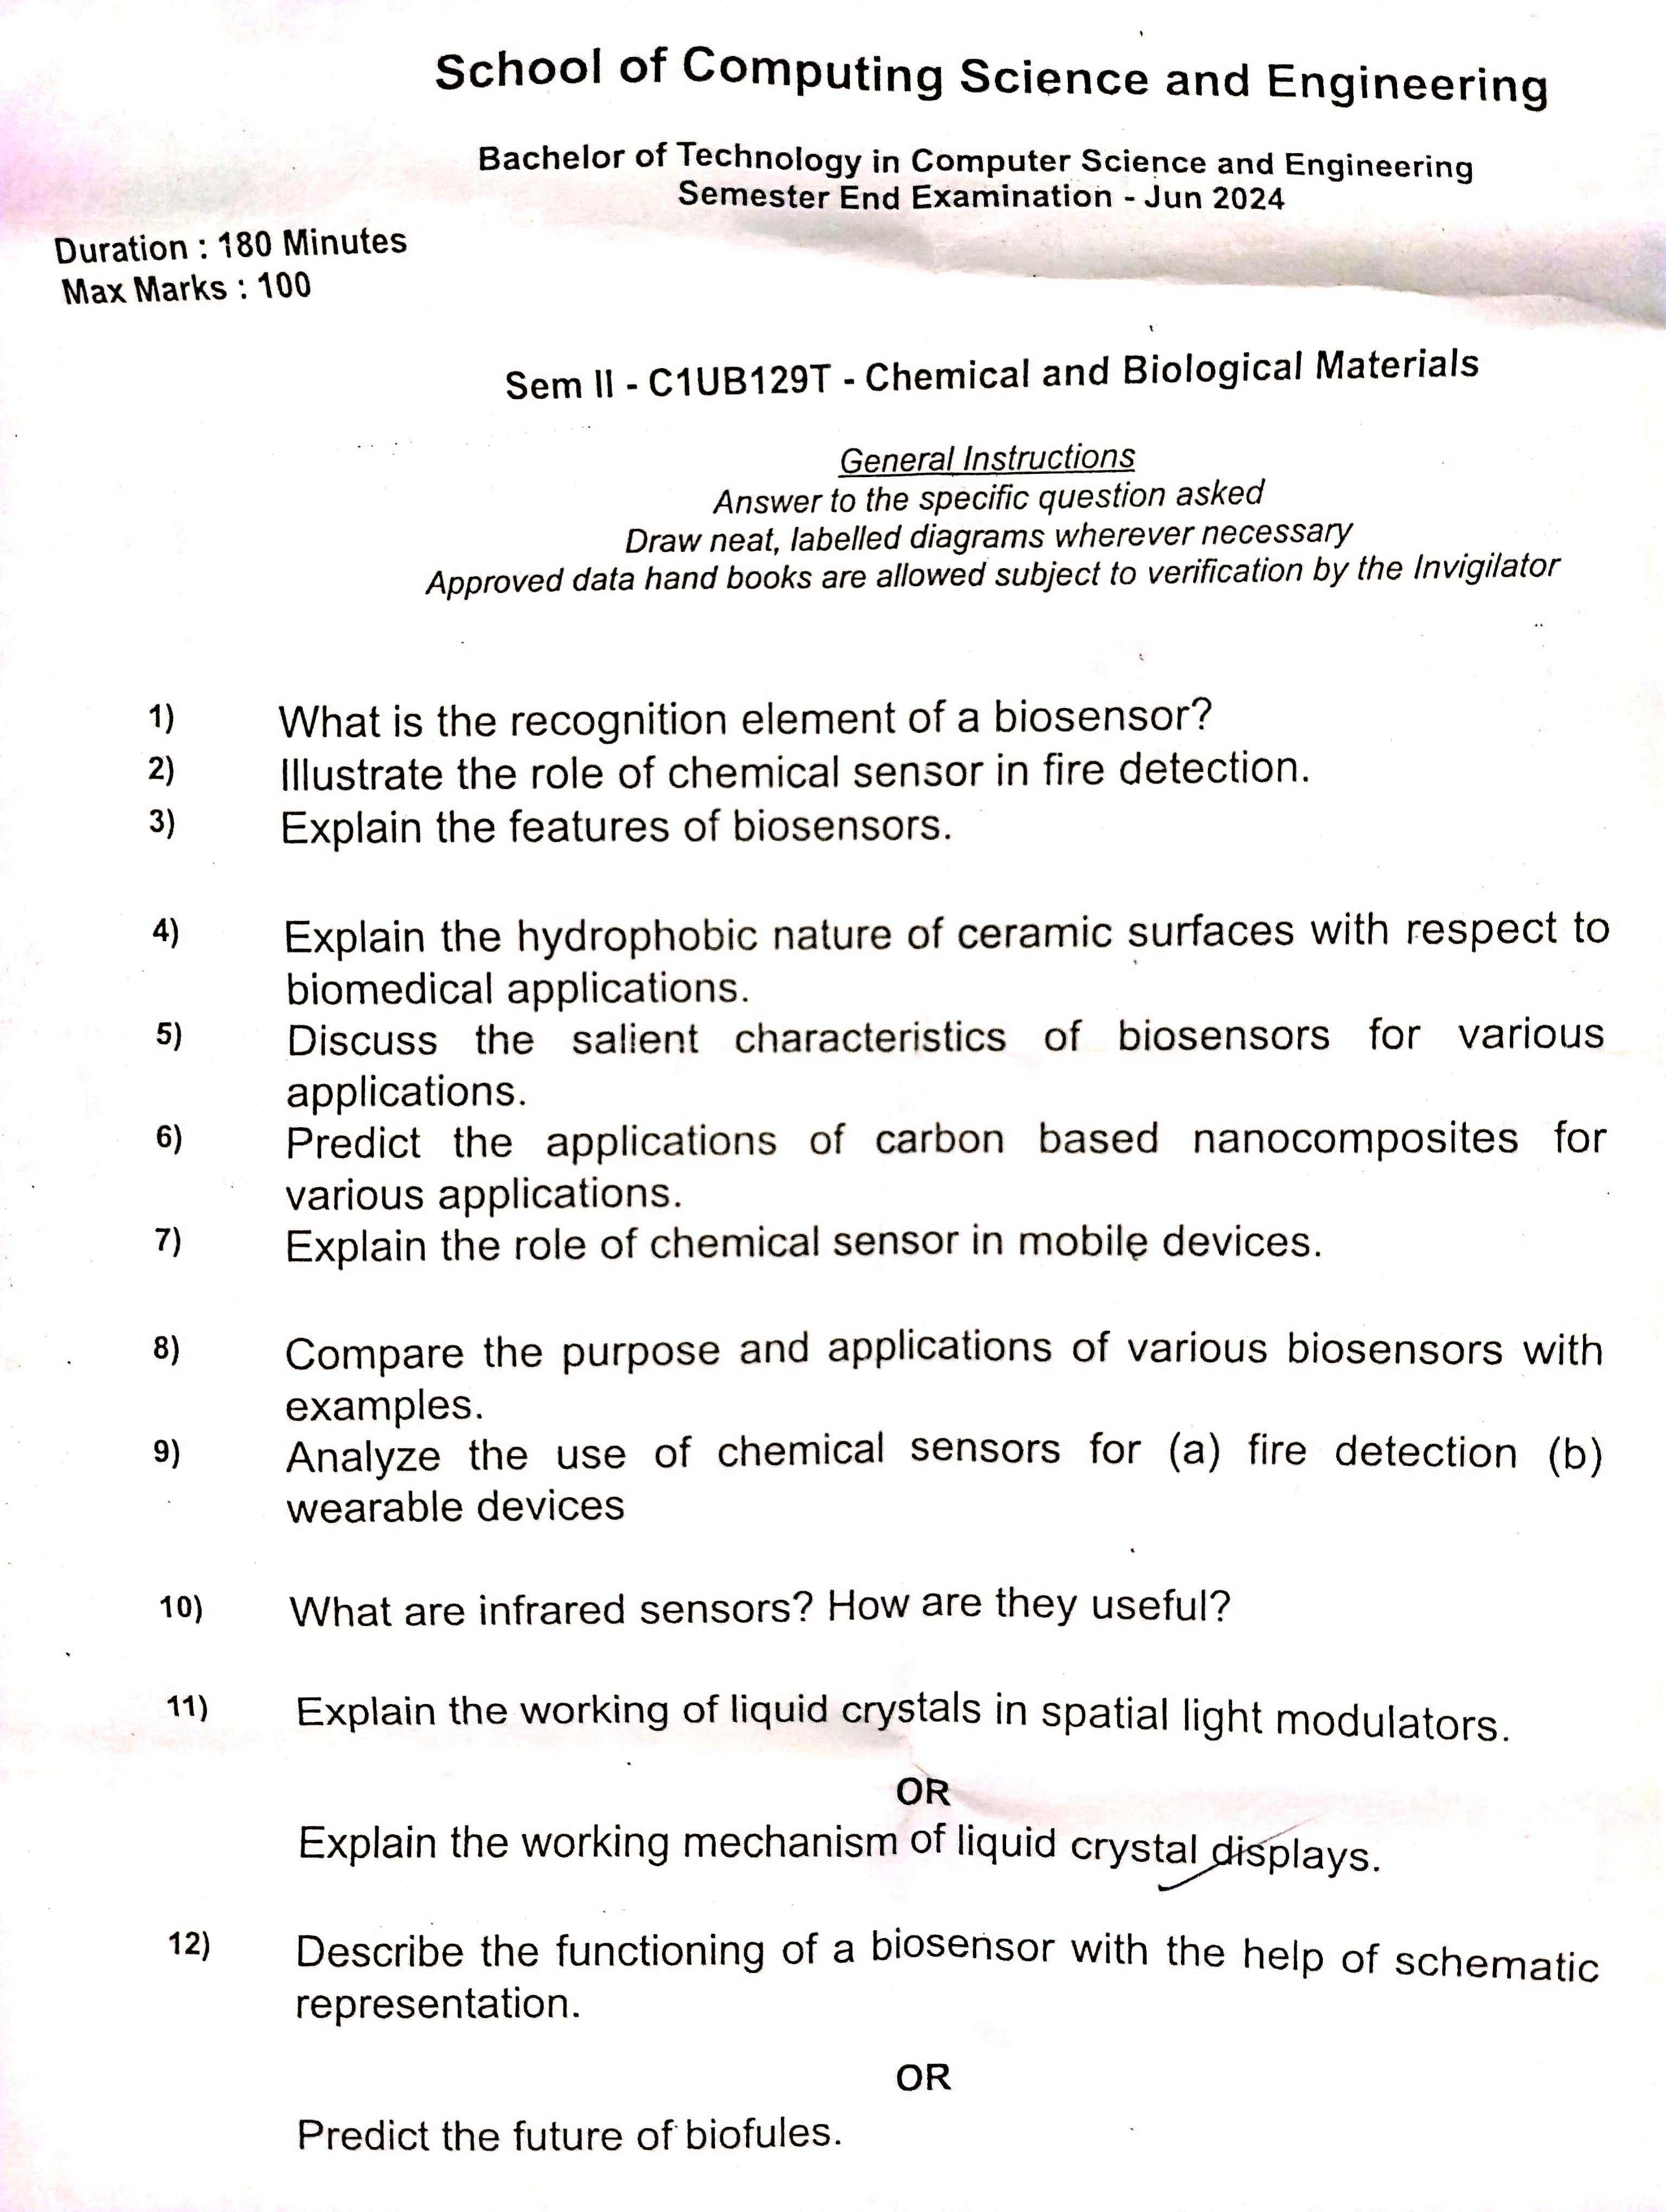 School of Computing Science and Engineering
Bachelor of Technology in Computer Science and Engineering
Semester End Examination - Jun 2024
Duration : 180 Minutes
Max Marks : 100
Sem II - C1UB129T - Chemical and Biological Materials
General Instructions
Answer to the specific question asked
Draw neat, labelled diagrams wherever necessary
Approved data hand books are allowed subject to verification by the Invigilator
1) What is the recognition element of a biosensor?
2) Illustrate the role of chemical sensor in fire detection.
3) Explain the features of biosensors.
4) Explain the hydrophobic nature of ceramic surfaces with respect to
biomedical applications.
5) Discuss the salient characteristics of biosensors for various
applications.
6) Predict the applications of carbon based nanocomposites for
various applications.
7) Explain the role of chemical sensor in mobile devices.
8) Compare the purpose and applications of various biosensors with
examples.
9) Analyze the use of chemical sensors for (a) fire detection (b)
wearable devices
10) What are infrared sensors? How are they useful?
11) Explain the working of liquid crystals in spatial light modulators.
OR
Explain the working mechanism of liquid crystal displays.
12) Describe the functioning of a biosensor with the help of schematic
representation.
OR
Predict the future of biofules.